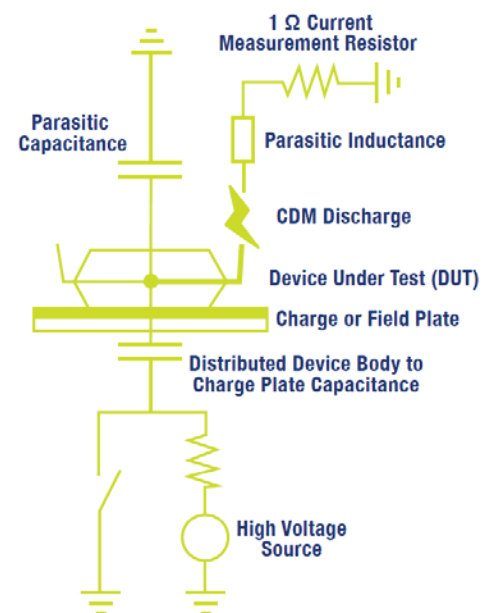 1 Ω Current
Measurement Resistor
Parasitic
Capacitance
Parasitic Inductance
CDM Discharge
Device Under Test (DUT)
Charge or Field Plate
Distributed Device Body to
Charge Plate Capacitance
High Voltage
Source